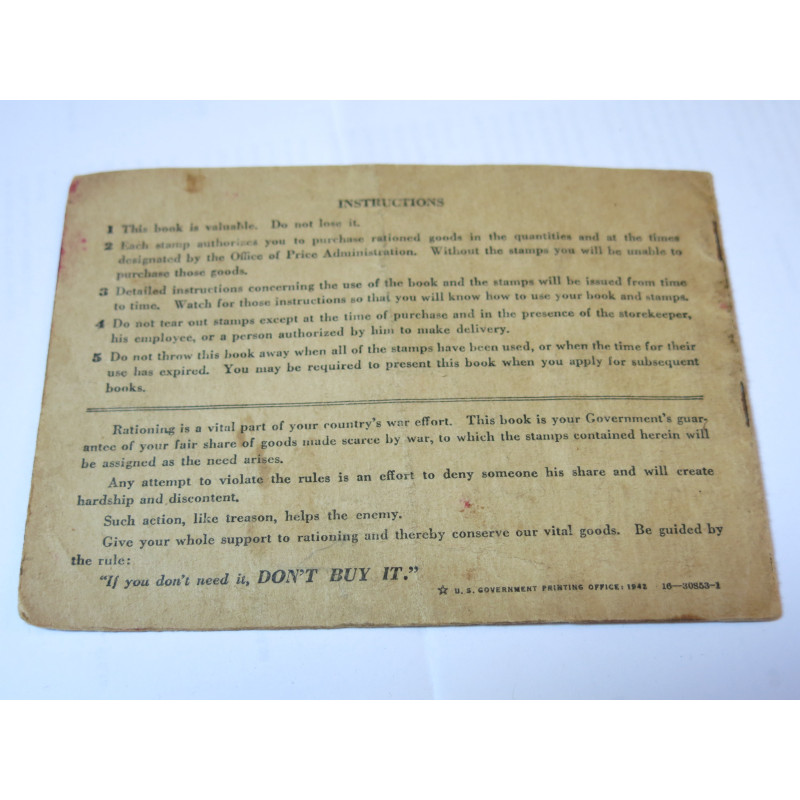 INSTRUCTIONS
1 This book is valuable. Do not lose it.
2 Each stamp authorizes you to purchase rationed goods in the quantities and at the times
designated by the Office of Price Administration. Without the stamps you will be unable to
purchase those goods.
3 Detailed instructions concerning the use of the book and the stamps will be issued from time
to time. Watch for those instructions so that you will know how to use your book and stamps.
4 Do not tear out stamps except at the time of purchase and in the presence of the storekeeper,
his employee, or a person authorized by him to make delivery.
5 Do not throw this book away when all of the stamps have been used, or when the time for their
use has expired. You may be required to present this book when you apply for subsequent
books.
Rationing is a vital part of your country's war effort. This book is your Government's guar-
antee of your fair share of goods made scarce by war, to which the stamps contained herein will
be assigned as the need arises.
Any attempt to violate the rules is an effort to deny someone his share and will create
hardship and discontent.
Such action, like treason, helps the enemy.
Give your whole support to rationing and thereby conserve our vital goods. Be guided by
the rule:
"If you don't need it, DON'T BUY IT."
☆ U. S. GOVERNMENT PRINTING OFFICE: 1942 16—30853-1